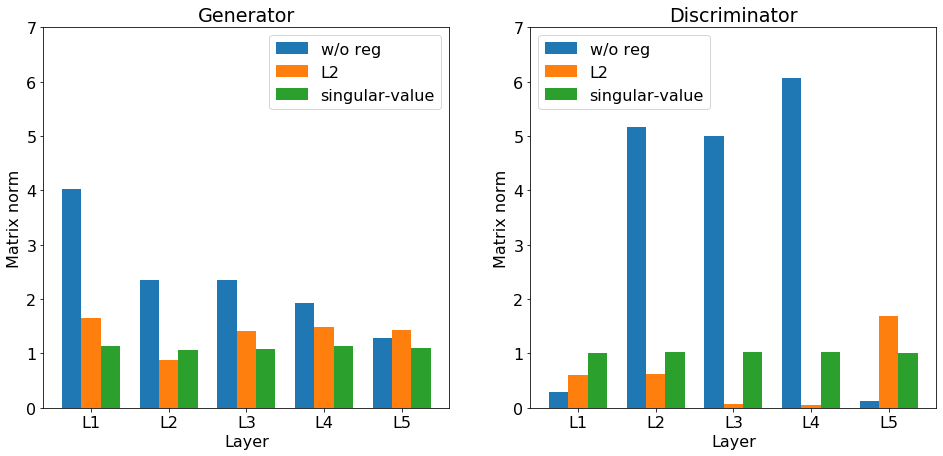 Generator
7
6
5
4
3
2
1
0
Matrix norm
w/o reg
L2
singular-value
L1 L2 L3 L4 L5
Layer
Discriminator
7
6
5
4
3
2
1
0
Matrix norm
w/o reg
L2
singular-value
L1 L2 L3 L4 L5
Layer